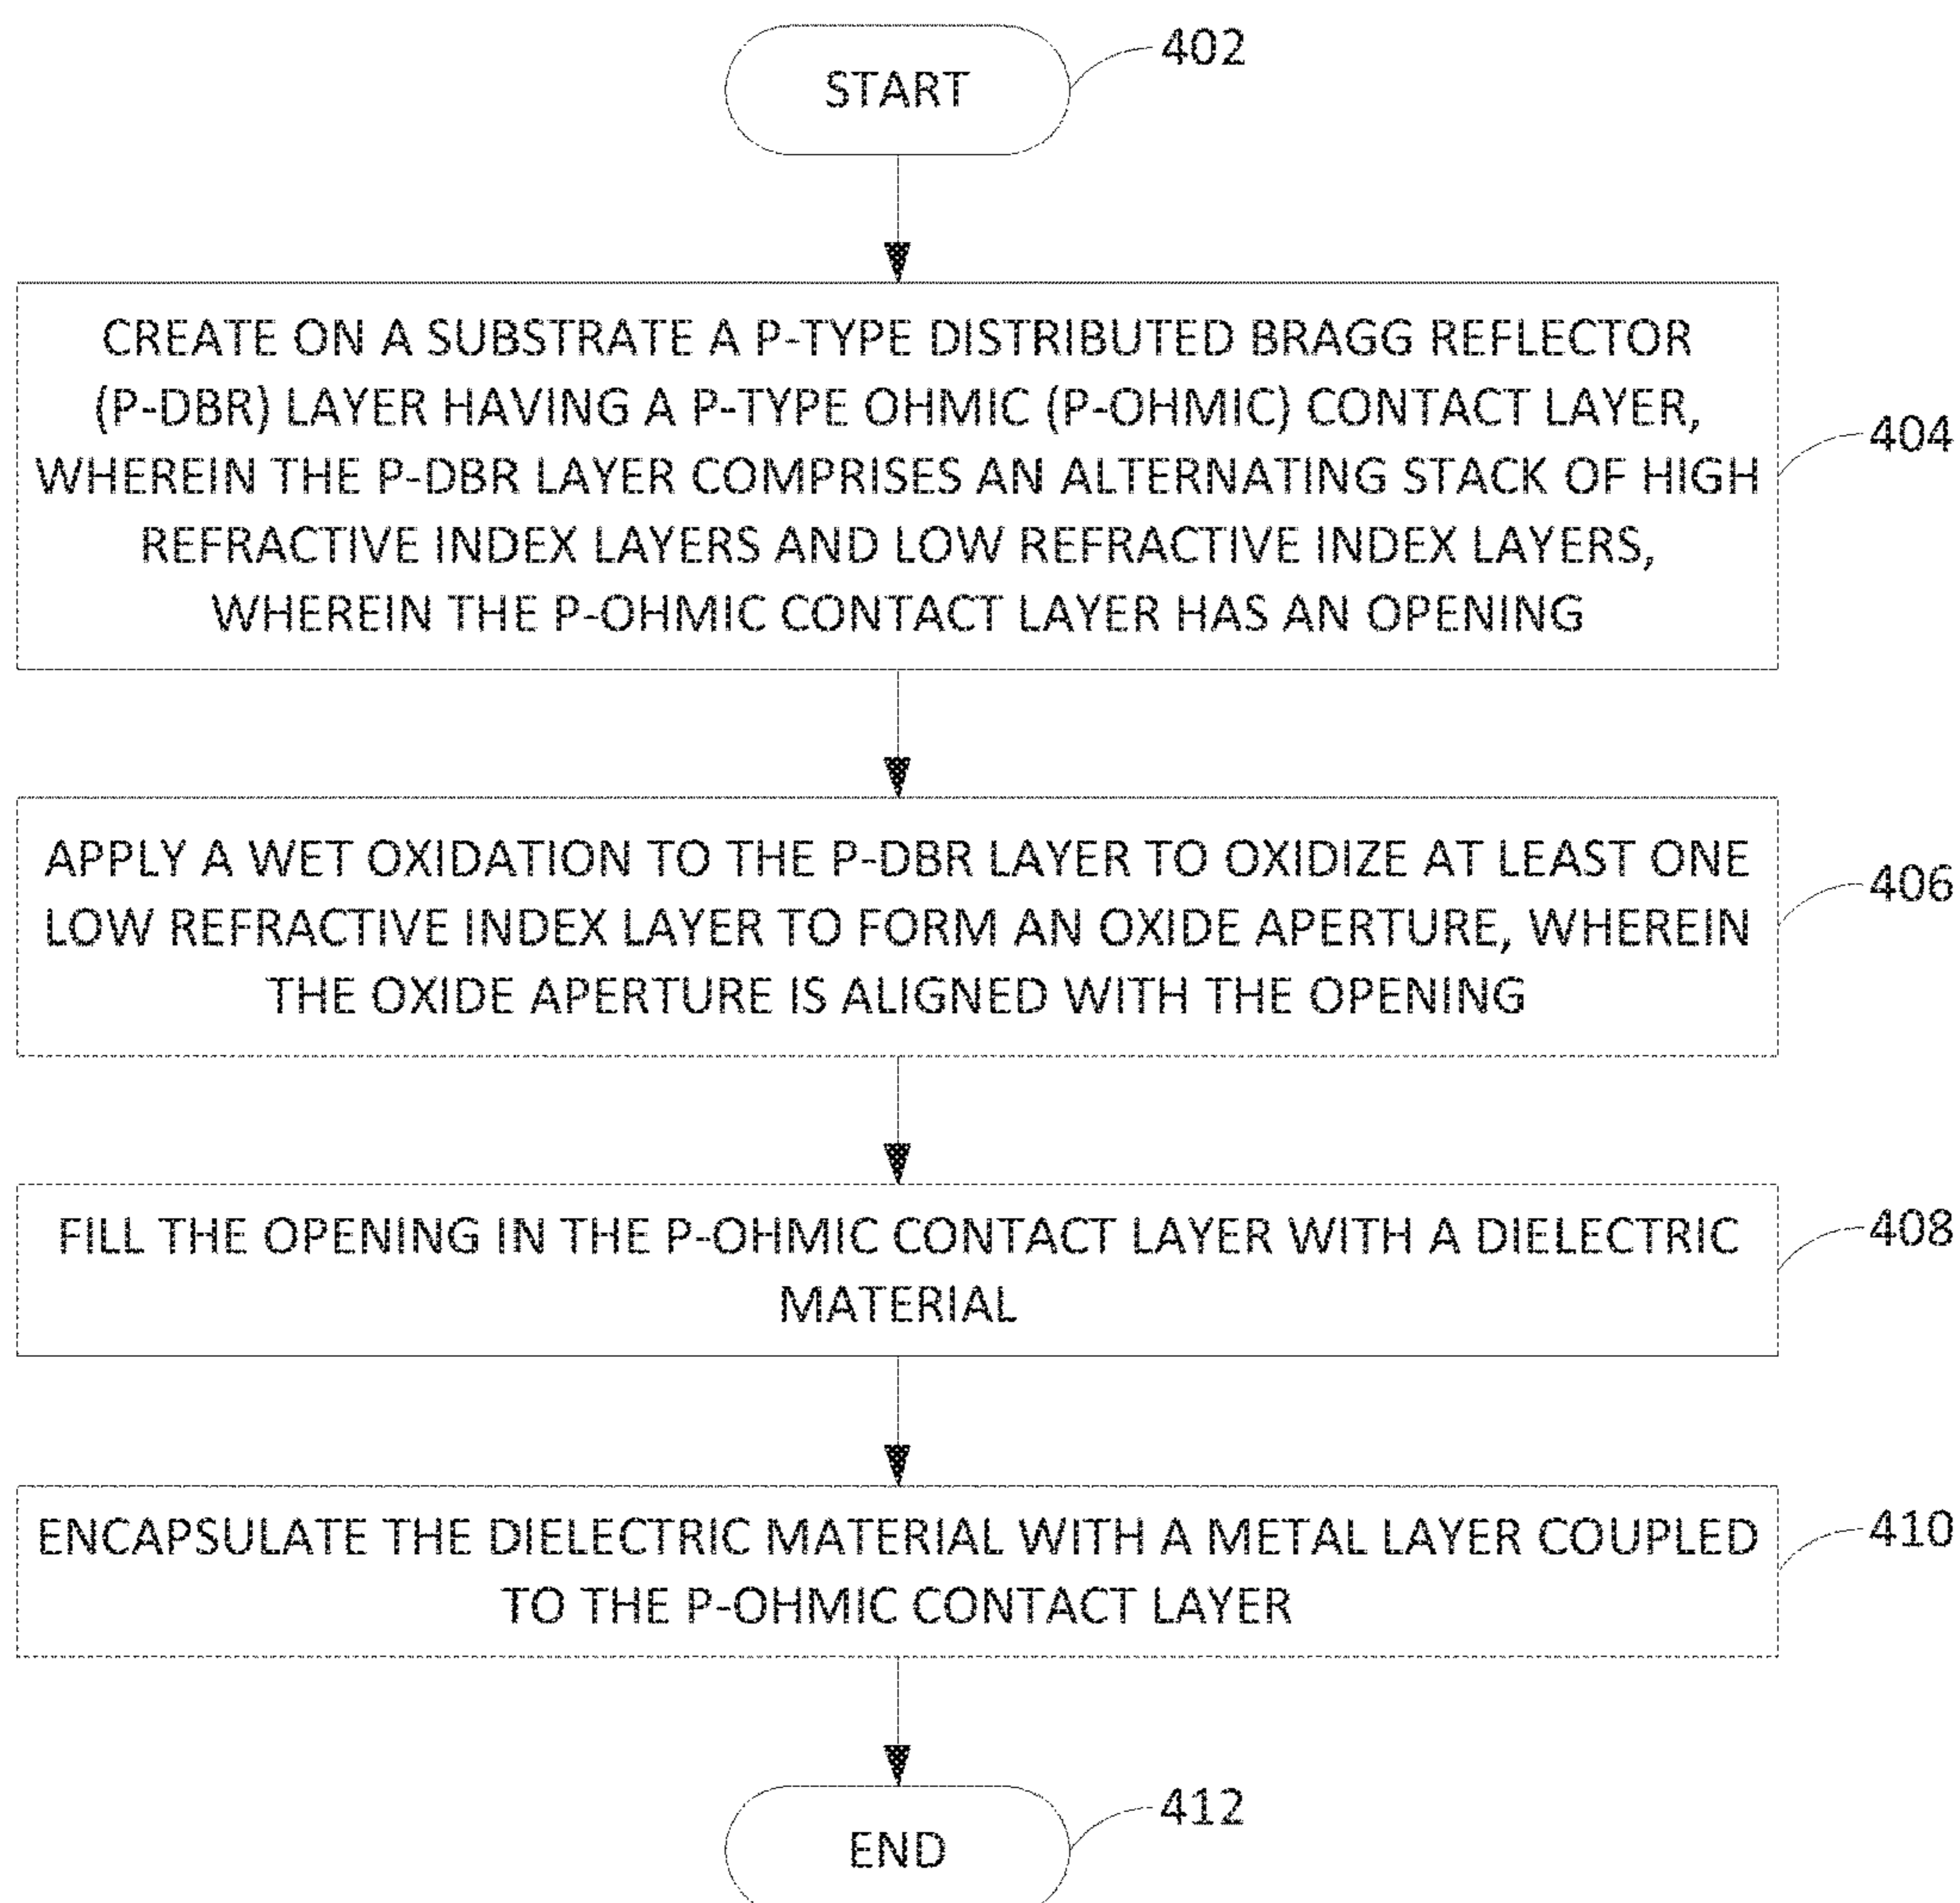 START
402
CREATE ON A SUBSTRATE A P-TYPE DISTRIBUTED BRAGG REFLECTOR
(P-DBR) LAYER HAVING A P-TYPE OHMIC (P-OHMIC) CONTACT LAYER,
WHEREIN THE P-DBR LAYER COMPRISES AN ALTERNATING STACK OF HIGH
REFRACTIVE INDEX LAYERS AND LOW REFRACTIVE INDEX LAYERS,
WHEREIN THE P-OHMIC CONTACT LAYER HAS AN OPENING
404
APPLY A WET OXIDATION TO THE P-DBR LAYER TO OXIDIZE AT LEAST ONE
LOW REFRACTIVE INDEX LAYER TO FORM AN OXIDE APERTURE, WHEREIN
THE OXIDE APERTURE IS ALIGNED WITH THE OPENING
406
FILL THE OPENING IN THE P-OHMIC CONTACT LAYER WITH A DIELECTRIC
MATERIAL
408
ENCAPSULATE THE DIELECTRIC MATERIAL WITH A METAL LAYER COUPLED
TO THE P-OHMIC CONTACT LAYER
410
END
412